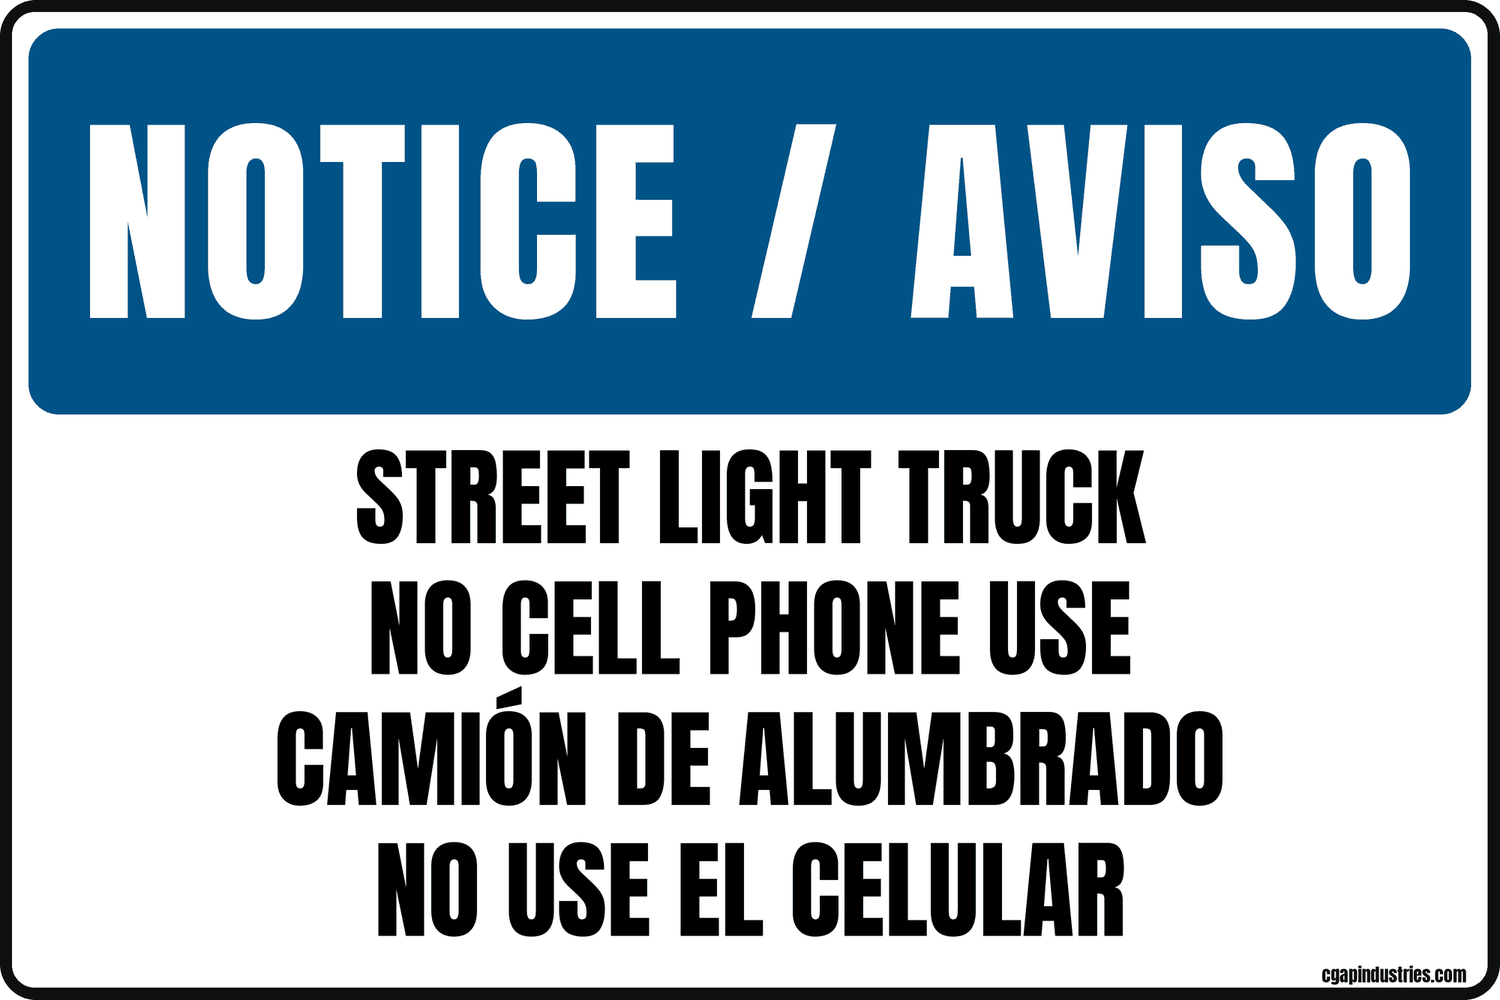 NOTICE / AVISO
STREET LIGHT TRUCK
NO CELL PHONE USE
CAMIÓN DE ALUMBRADO
NO USE EL CELULAR
cgapindustries.com